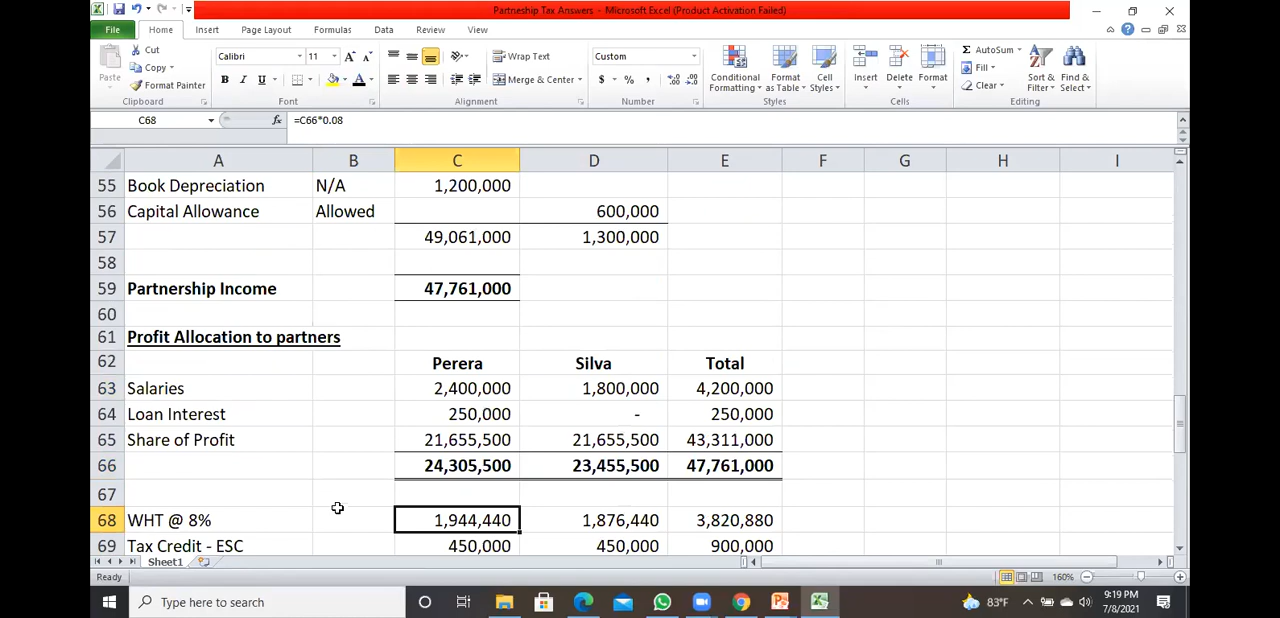 Partneship Tax Answers - Microsoft Excel (Product Activation Failed)
File Home Insert Page Layout Formulas Data Review View
Cut
Copy
Format Painter
Paste
Clipboard
Calibri 11
B I U
Font
Wrap Text
Merge & Center
Alignment
Custom
$ % ,
Number
Conditional Formatting
Format as Table
Cell Styles
Styles
Insert Delete Format
Cells
Σ AutoSum
Fill
Clear
Sort & Filter
Find & Select
Editing
C68 fx =C66*0.08
A B C D E F G H I
55 Book Depreciation N/A 1,200,000
56 Capital Allowance Allowed 600,000
57 49,061,000 1,300,000
58
59 Partnership Income 47,761,000
60
61 Profit Allocation to partners
62 Perera Silva Total
63 Salaries 2,400,000 1,800,000 4,200,000
64 Loan Interest 250,000 - 250,000
65 Share of Profit 21,655,500 21,655,500 43,311,000
66 24,305,500 23,455,500 47,761,000
67
68 WHT @ 8% 1,944,440 1,876,440 3,820,880
69 Tax Credit - ESC 450,000 450,000 900,000
Sheet1
Ready 160%
Type here to search
83°F
9:19 PM
7/8/2021